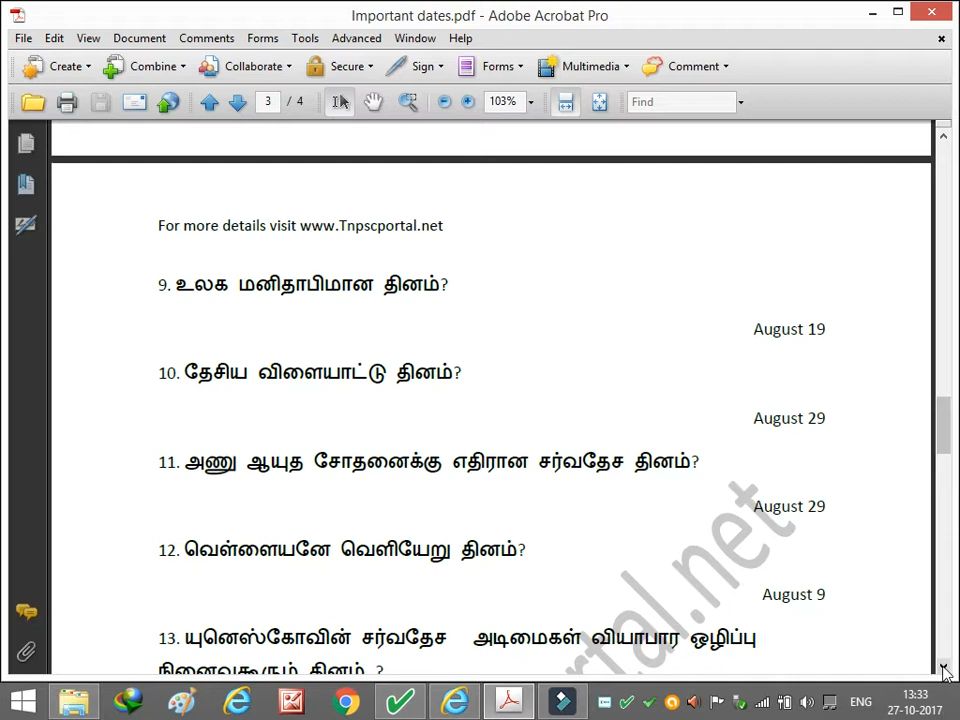 Important dates.pdf - Adobe Acrobat Pro
File Edit View Document Comments Forms Tools Advanced Window Help
Create Combine Collaborate Secure Sign Forms Multimedia Comment
3 / 4 103% Find
For more details visit www.Tnpscportal.net
9. உலக மனிதாபிமான தினம்?
August 19
10. தேசிய விளையாட்டு தினம்?
August 29
11. அணு ஆயுத சோதனைக்கு எதிரான சர்வதேச தினம்?
August 29
12. வெள்ளையனே வெளியேறு தினம்?
August 9
13. யுனெஸ்கோவின் சர்வதேச அடிமைகள் வியாபார ஒழிப்பு
நினைவுகூரும் தினம் ?
rtal.net
ENG
13:33
27-10-2017